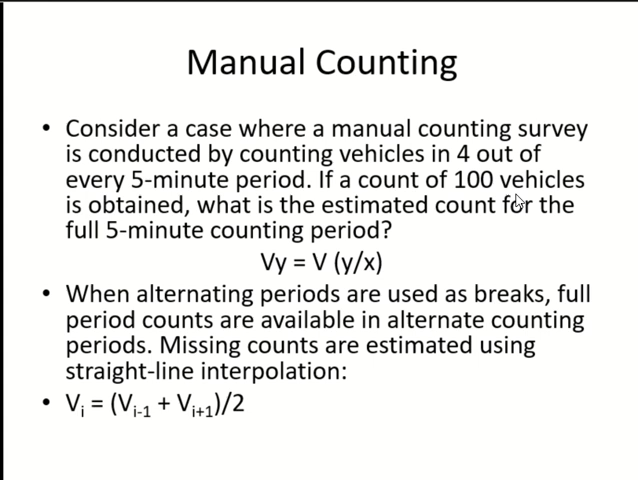 Manual Counting
• Consider a case where a manual counting survey
is conducted by counting vehicles in 4 out of
every 5-minute period. If a count of 100 vehicles
is obtained, what is the estimated count for the
full 5-minute counting period?
Vy = V (y/x)
• When alternating periods are used as breaks, full
period counts are available in alternate counting
periods. Missing counts are estimated using
straight-line interpolation:
• Vᵢ = (Vᵢ₋₁ + Vᵢ₊₁)/2